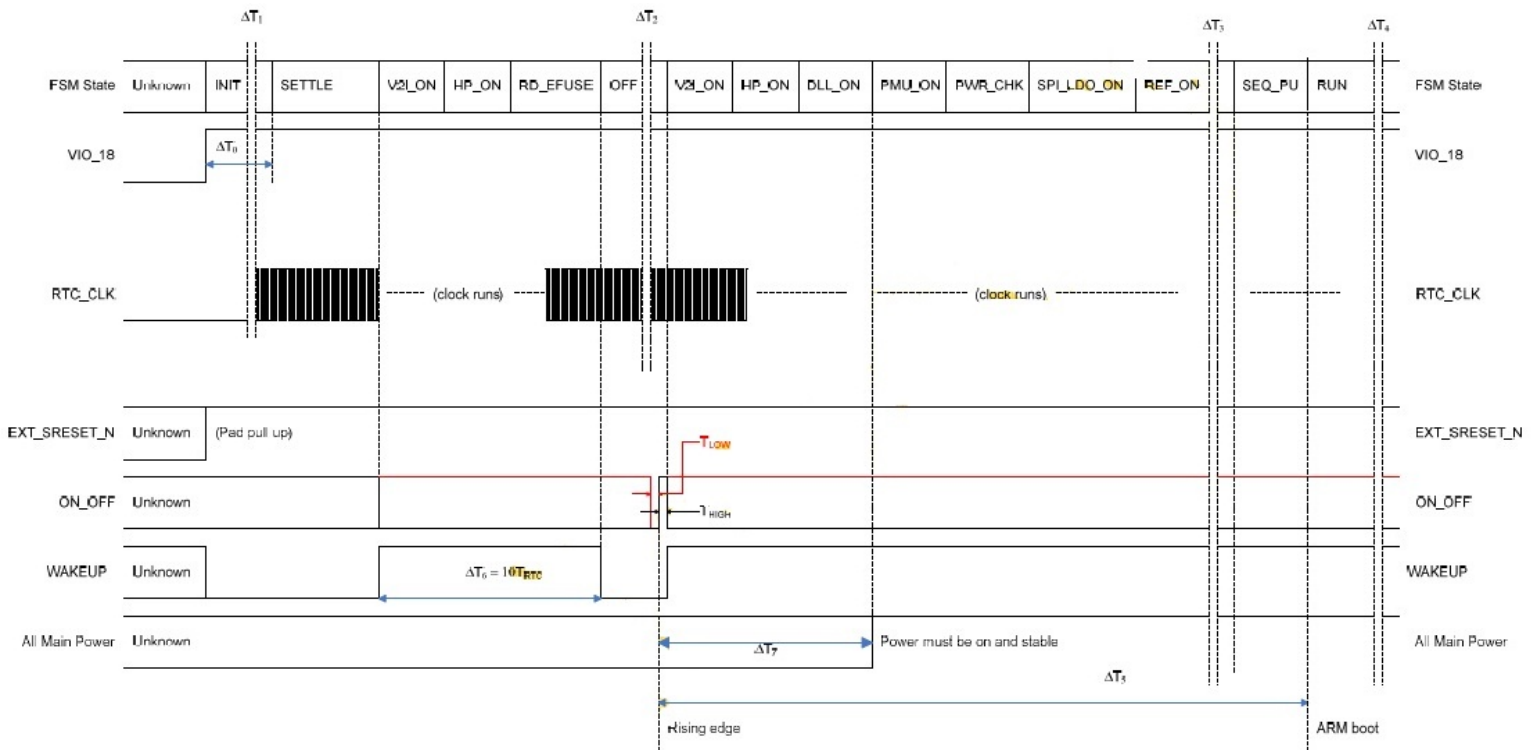 ΔT₁ ΔT₂ ΔT₃ ΔT₄
FSM State Unknown INIT SETTLE V2I_ON HP_ON RD_EFUSE OFF V2I_ON HP_ON DLL_ON PMU_ON PWR_CHK SPI_LDO_ON REF_ON SEQ_PU RUN FSM State
VIO_18 ΔT₀ VIO_18
RTC_CLK (clock runs) (clock runs) RTC_CLK
EXT_SRESET_N Unknown (Pad pull up) EXT_SRESET_N
T_LOW
ON_OFF Unknown ON_OFF
T_HIGH
WAKEUP Unknown ΔT₆ = 10T_RTC WAKEUP
All Main Power Unknown ΔT₇ Power must be on and stable All Main Power
ΔT₅
Rising edge ARM boot